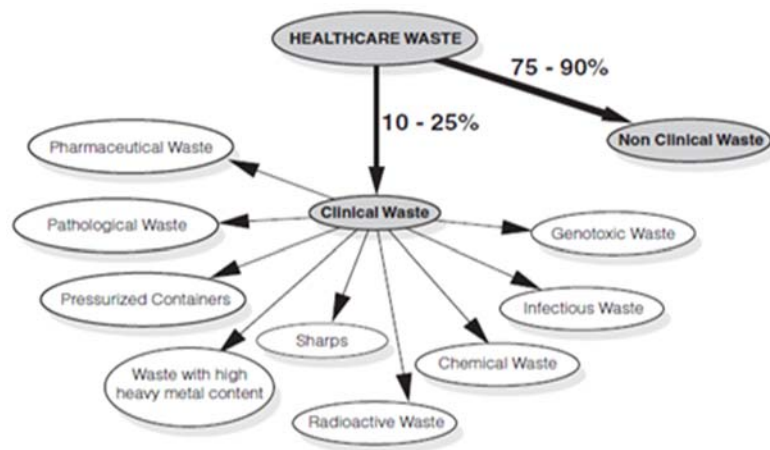 HEALTHCARE WASTE
75 - 90%
10 - 25%
Non Clinical Waste
Pharmaceutical Waste
Clinical Waste
Pathological Waste
Genotoxic Waste
Pressurized Containers
Infectious Waste
Sharps
Chemical Waste
Waste with high
heavy metal content
Radioactive Waste